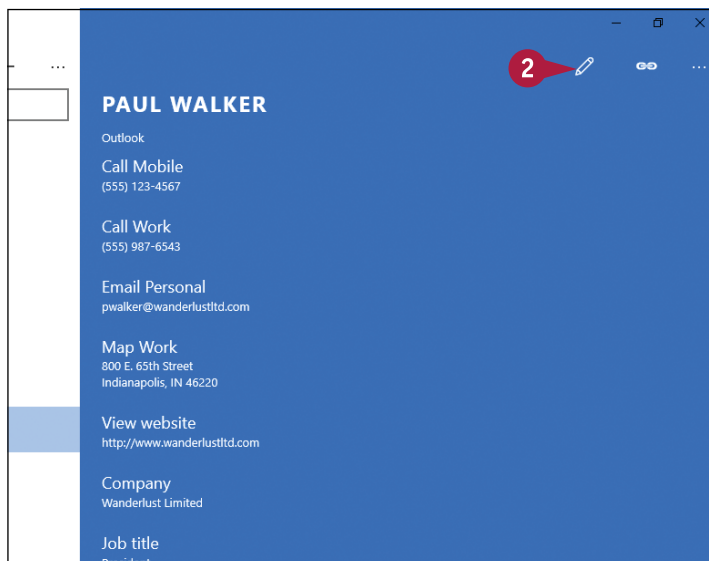 2
PAUL WALKER
Outlook
Call Mobile
(555) 123-4567
Call Work
(555) 987-6543
Email Personal
pwalker@wanderlustltd.com
Map Work
800 E. 65th Street
Indianapolis, IN 46220
View website
http://www.wanderlustltd.com
Company
Wanderlust Limited
Job title